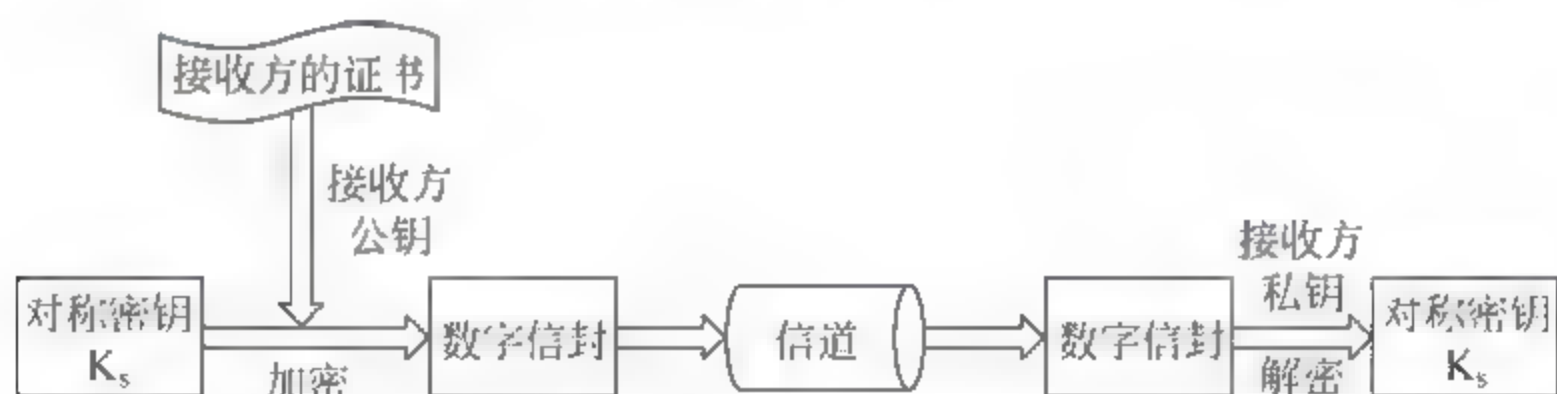 接收方的证书
接收方
公钥
对称密钥
Ks
加密
数字信封
信道
数字信封
接收方
私钥
解密
对称密钥
Ks